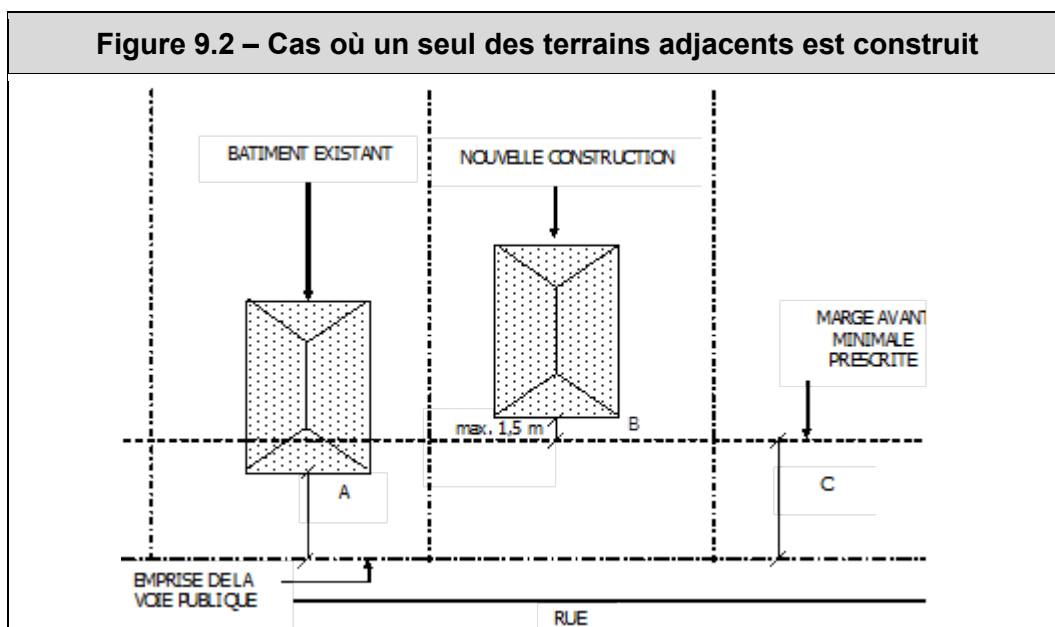 Figure 9.2 – Cas où un seul des terrains adjacents est construit
BATIMENT EXISTANT
NOUVELLE CONSTRUCTION
MARGE AVANT
MINIMALE
PRESCRITE
max. 1,5 m
B
A
C
EMPRISE DE LA
VOIE PUBLIQUE
RUE